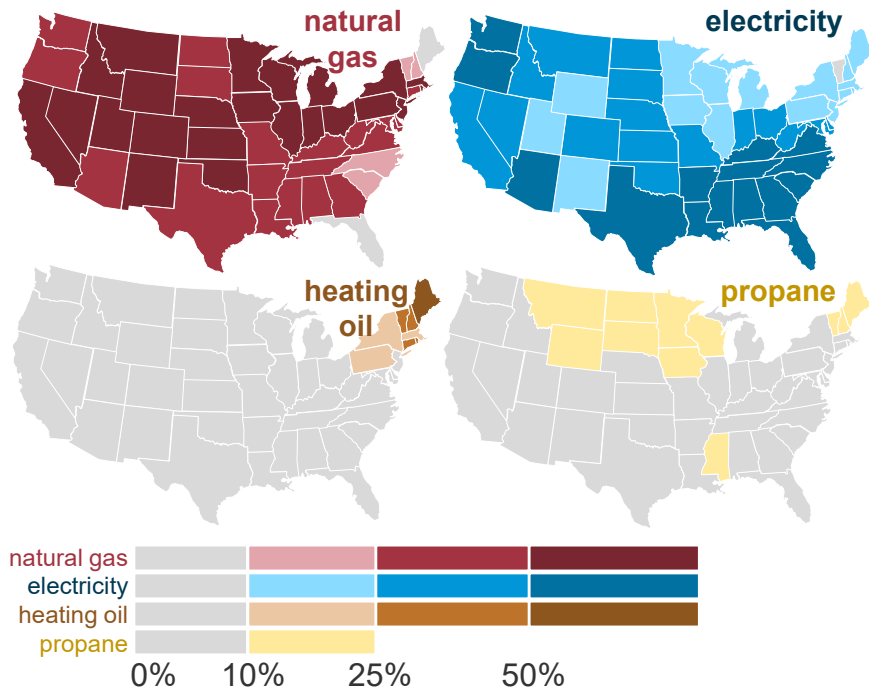 natural
gas
electricity
heating
oil
propane
natural gas
electricity
heating oil
propane
0% 10% 25% 50%